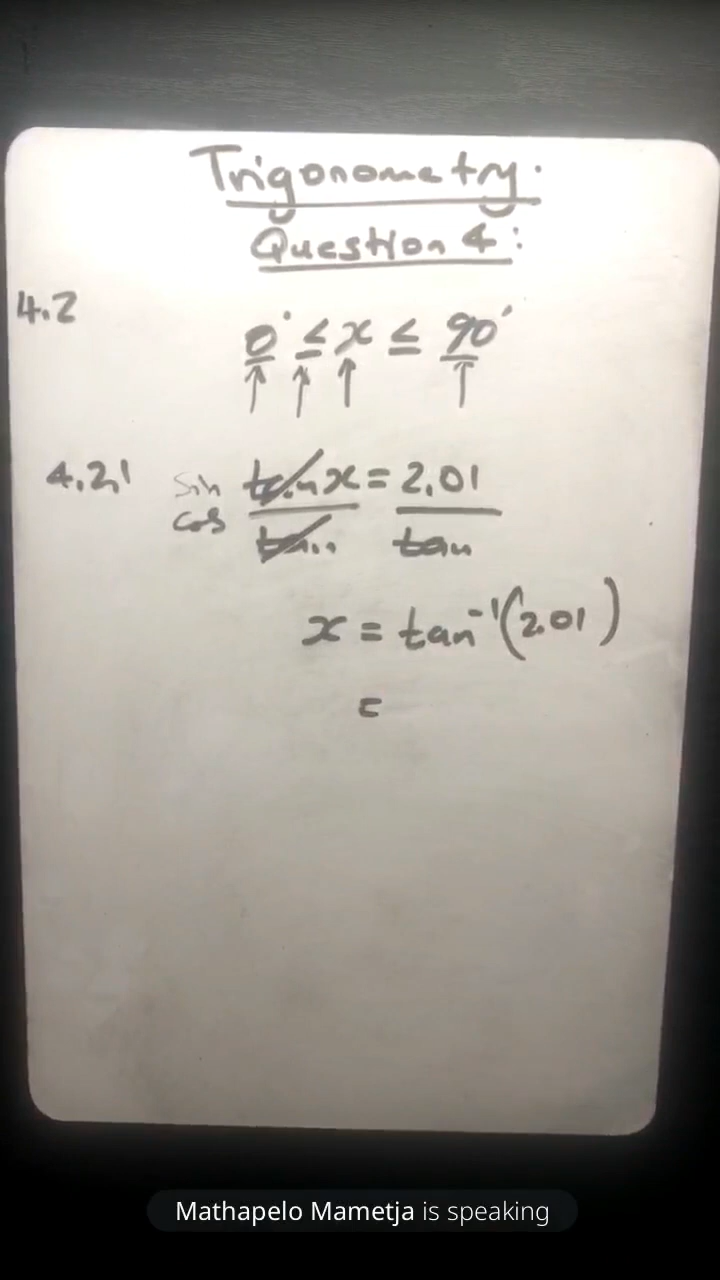 Trigonometry.
Question 4:
4.2
0° ≤ x ≤ 90°
4.2.1 sin tan x = 2.01
cos tan tan
x = tan⁻¹(2.01)
=
Mathapelo Mametja is speaking